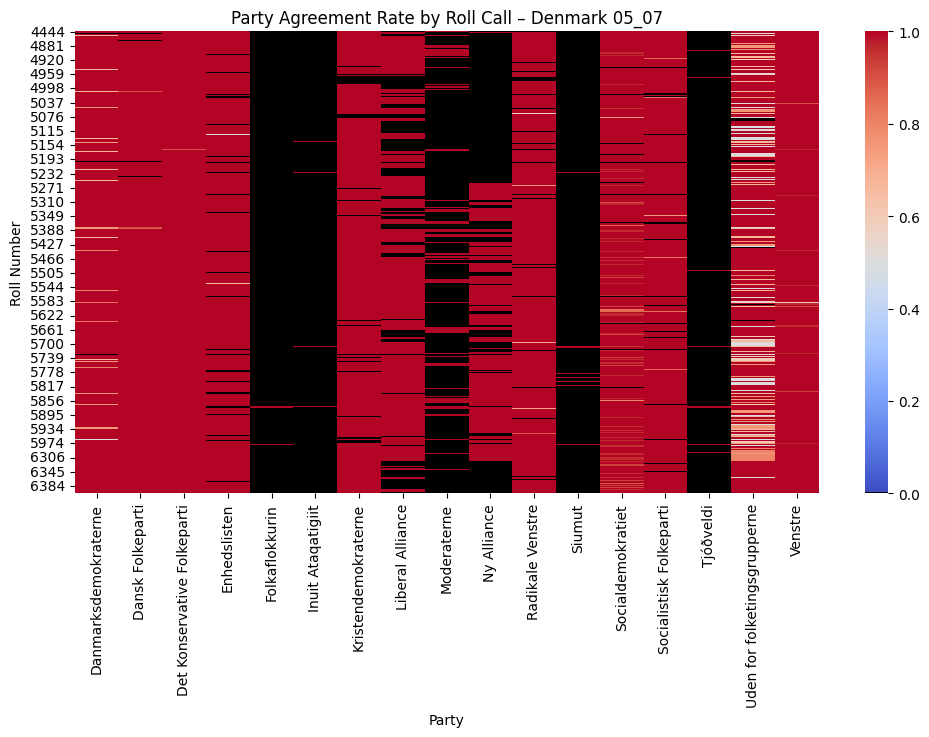 Party Agreement Rate by Roll Call – Denmark 05_07
Roll Number
4444
4881
4920
4959
4998
5037
5076
5115
5154
5193
5232
5271
5310
5349
5388
5427
5466
5505
5544
5583
5622
5661
5700
5739
5778
5817
5856
5895
5934
5974
6306
6345
6384
Danmarksdemokraterne
Dansk Folkeparti
Det Konservative Folkeparti
Enhedslisten
Folkaflokkurin
Inuit Ataqatigiit
Kristendemokraterne
Liberal Alliance
Moderaterne
Ny Alliance
Radikale Venstre
Siumut
Socialdemokratiet
Socialistisk Folkeparti
Tjóðveldi
Uden for folketingsgrupperne
Venstre
Party
1.0
0.8
0.6
0.4
0.2
0.0